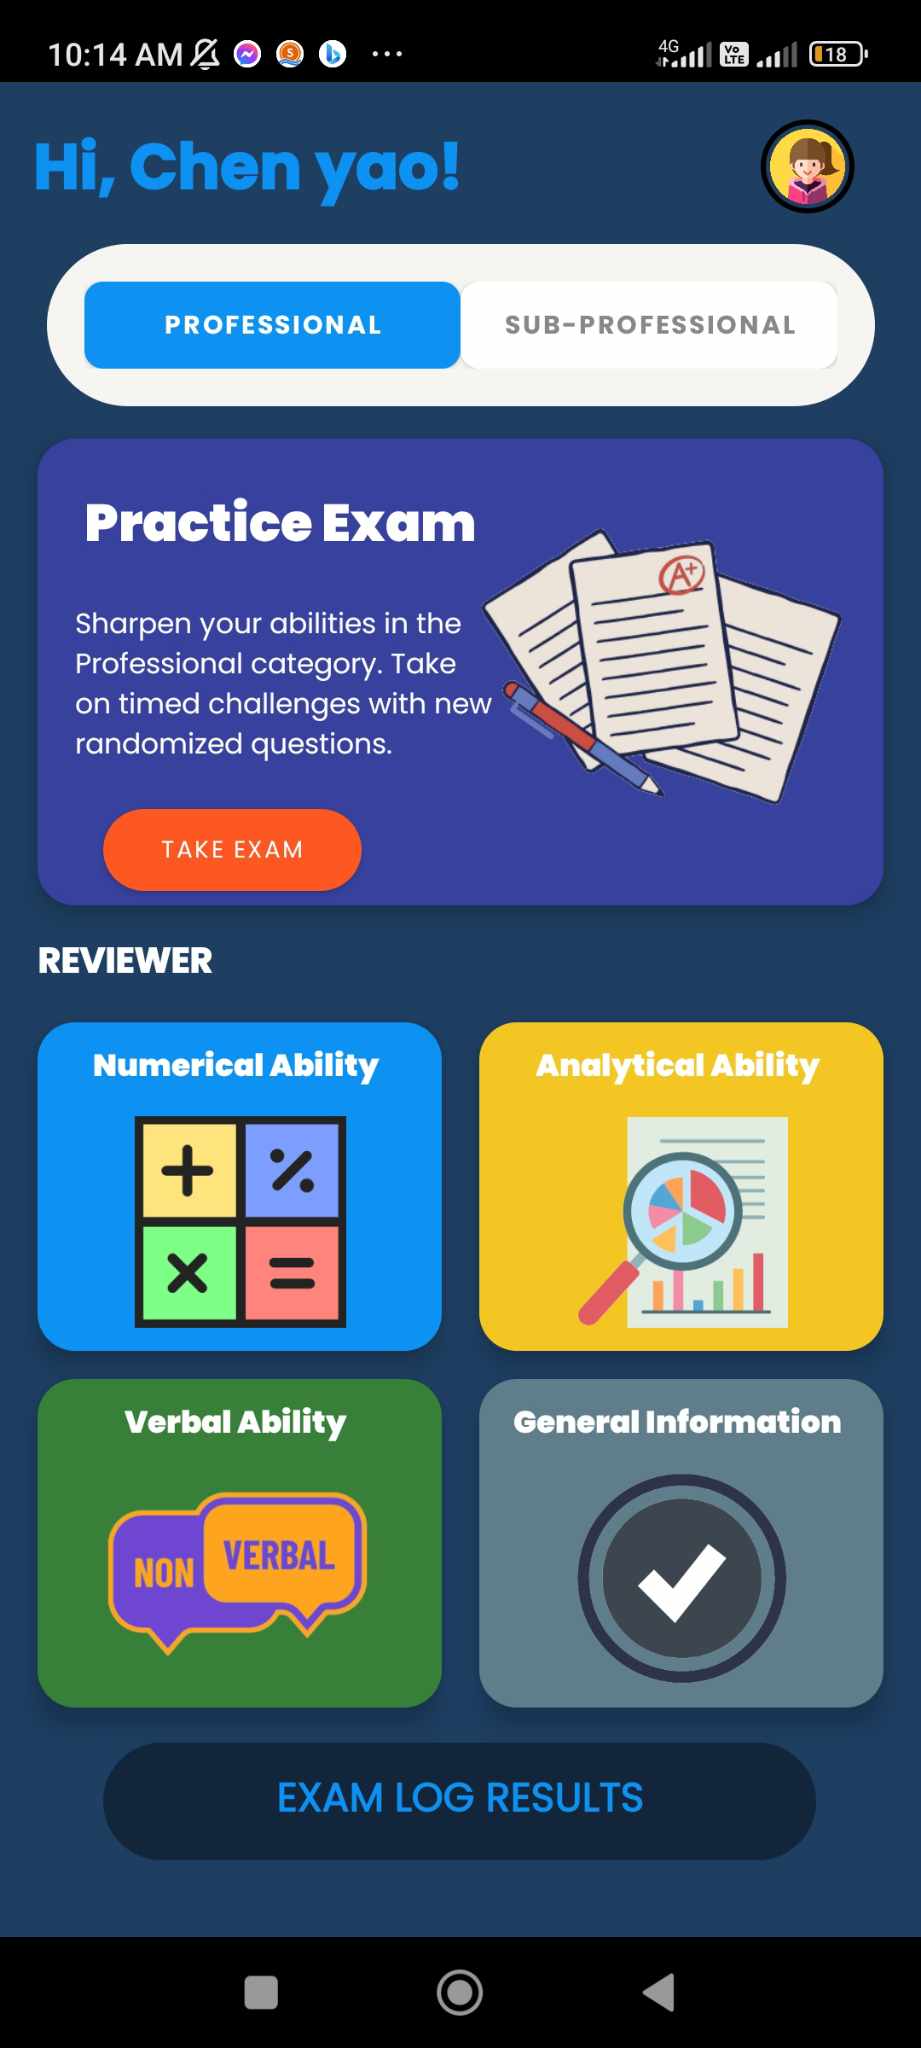 10:14 AM
4G
Vo
LTE
18
Hi, Chen yao!
PROFESSIONAL
SUB-PROFESSIONAL
Practice Exam
A+
Sharpen your abilities in the
Professional category. Take
on timed challenges with new
randomized questions.
TAKE EXAM
REVIEWER
Numerical Ability
Analytical Ability
Verbal Ability
General Information
NON
VERBAL
EXAM LOG RESULTS